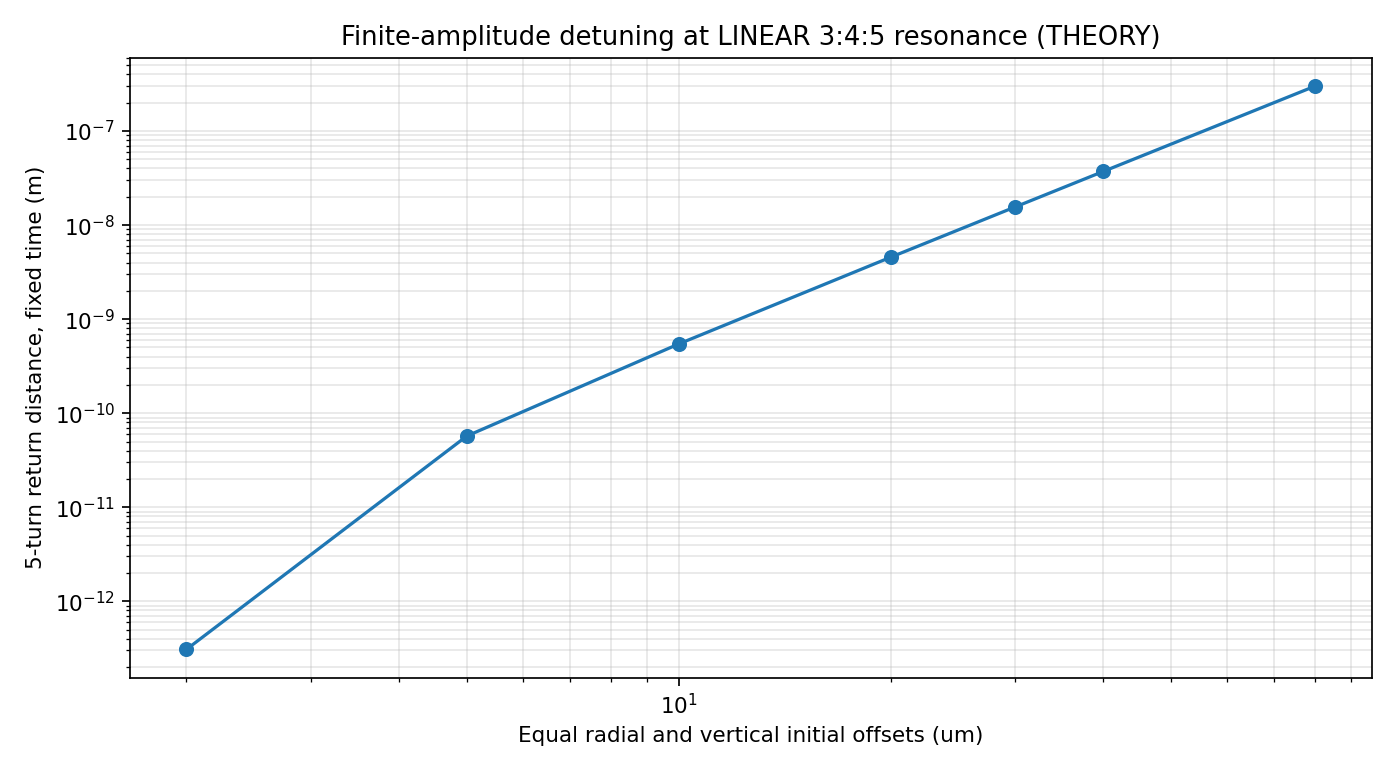 Finite-amplitude detuning at LINEAR 3:4:5 resonance (THEORY)
5-turn return distance, fixed time (m)
10⁻⁷
10⁻⁸
10⁻⁹
10⁻¹⁰
10⁻¹¹
10⁻¹²
10¹
Equal radial and vertical initial offsets (um)